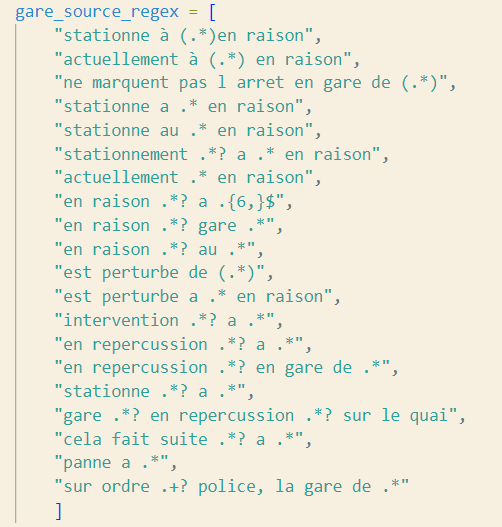 gare_source_regex = [
"stationne à (.*)en raison",
"actuellement à (.*) en raison",
"ne marquent pas l arret en gare de (.*)",
"stationne a .* en raison",
"stationne au .* en raison",
"stationnement .*? a .* en raison",
"actuellement .* en raison",
"en raison .*? a .{6,}$",
"en raison .*? gare .*",
"en raison .*? au .*",
"est perturbe de (.*)",
"est perturbe a .* en raison",
"intervention .*? a .*",
"en repercussion .*? a .*",
"en repercussion .*? en gare de .*",
"stationne .*? a .*",
"gare .*? en repercussion .*? sur le quai",
"cela fait suite .*? a .*",
"panne a .*",
"sur ordre .+? police, la gare de .*"
]